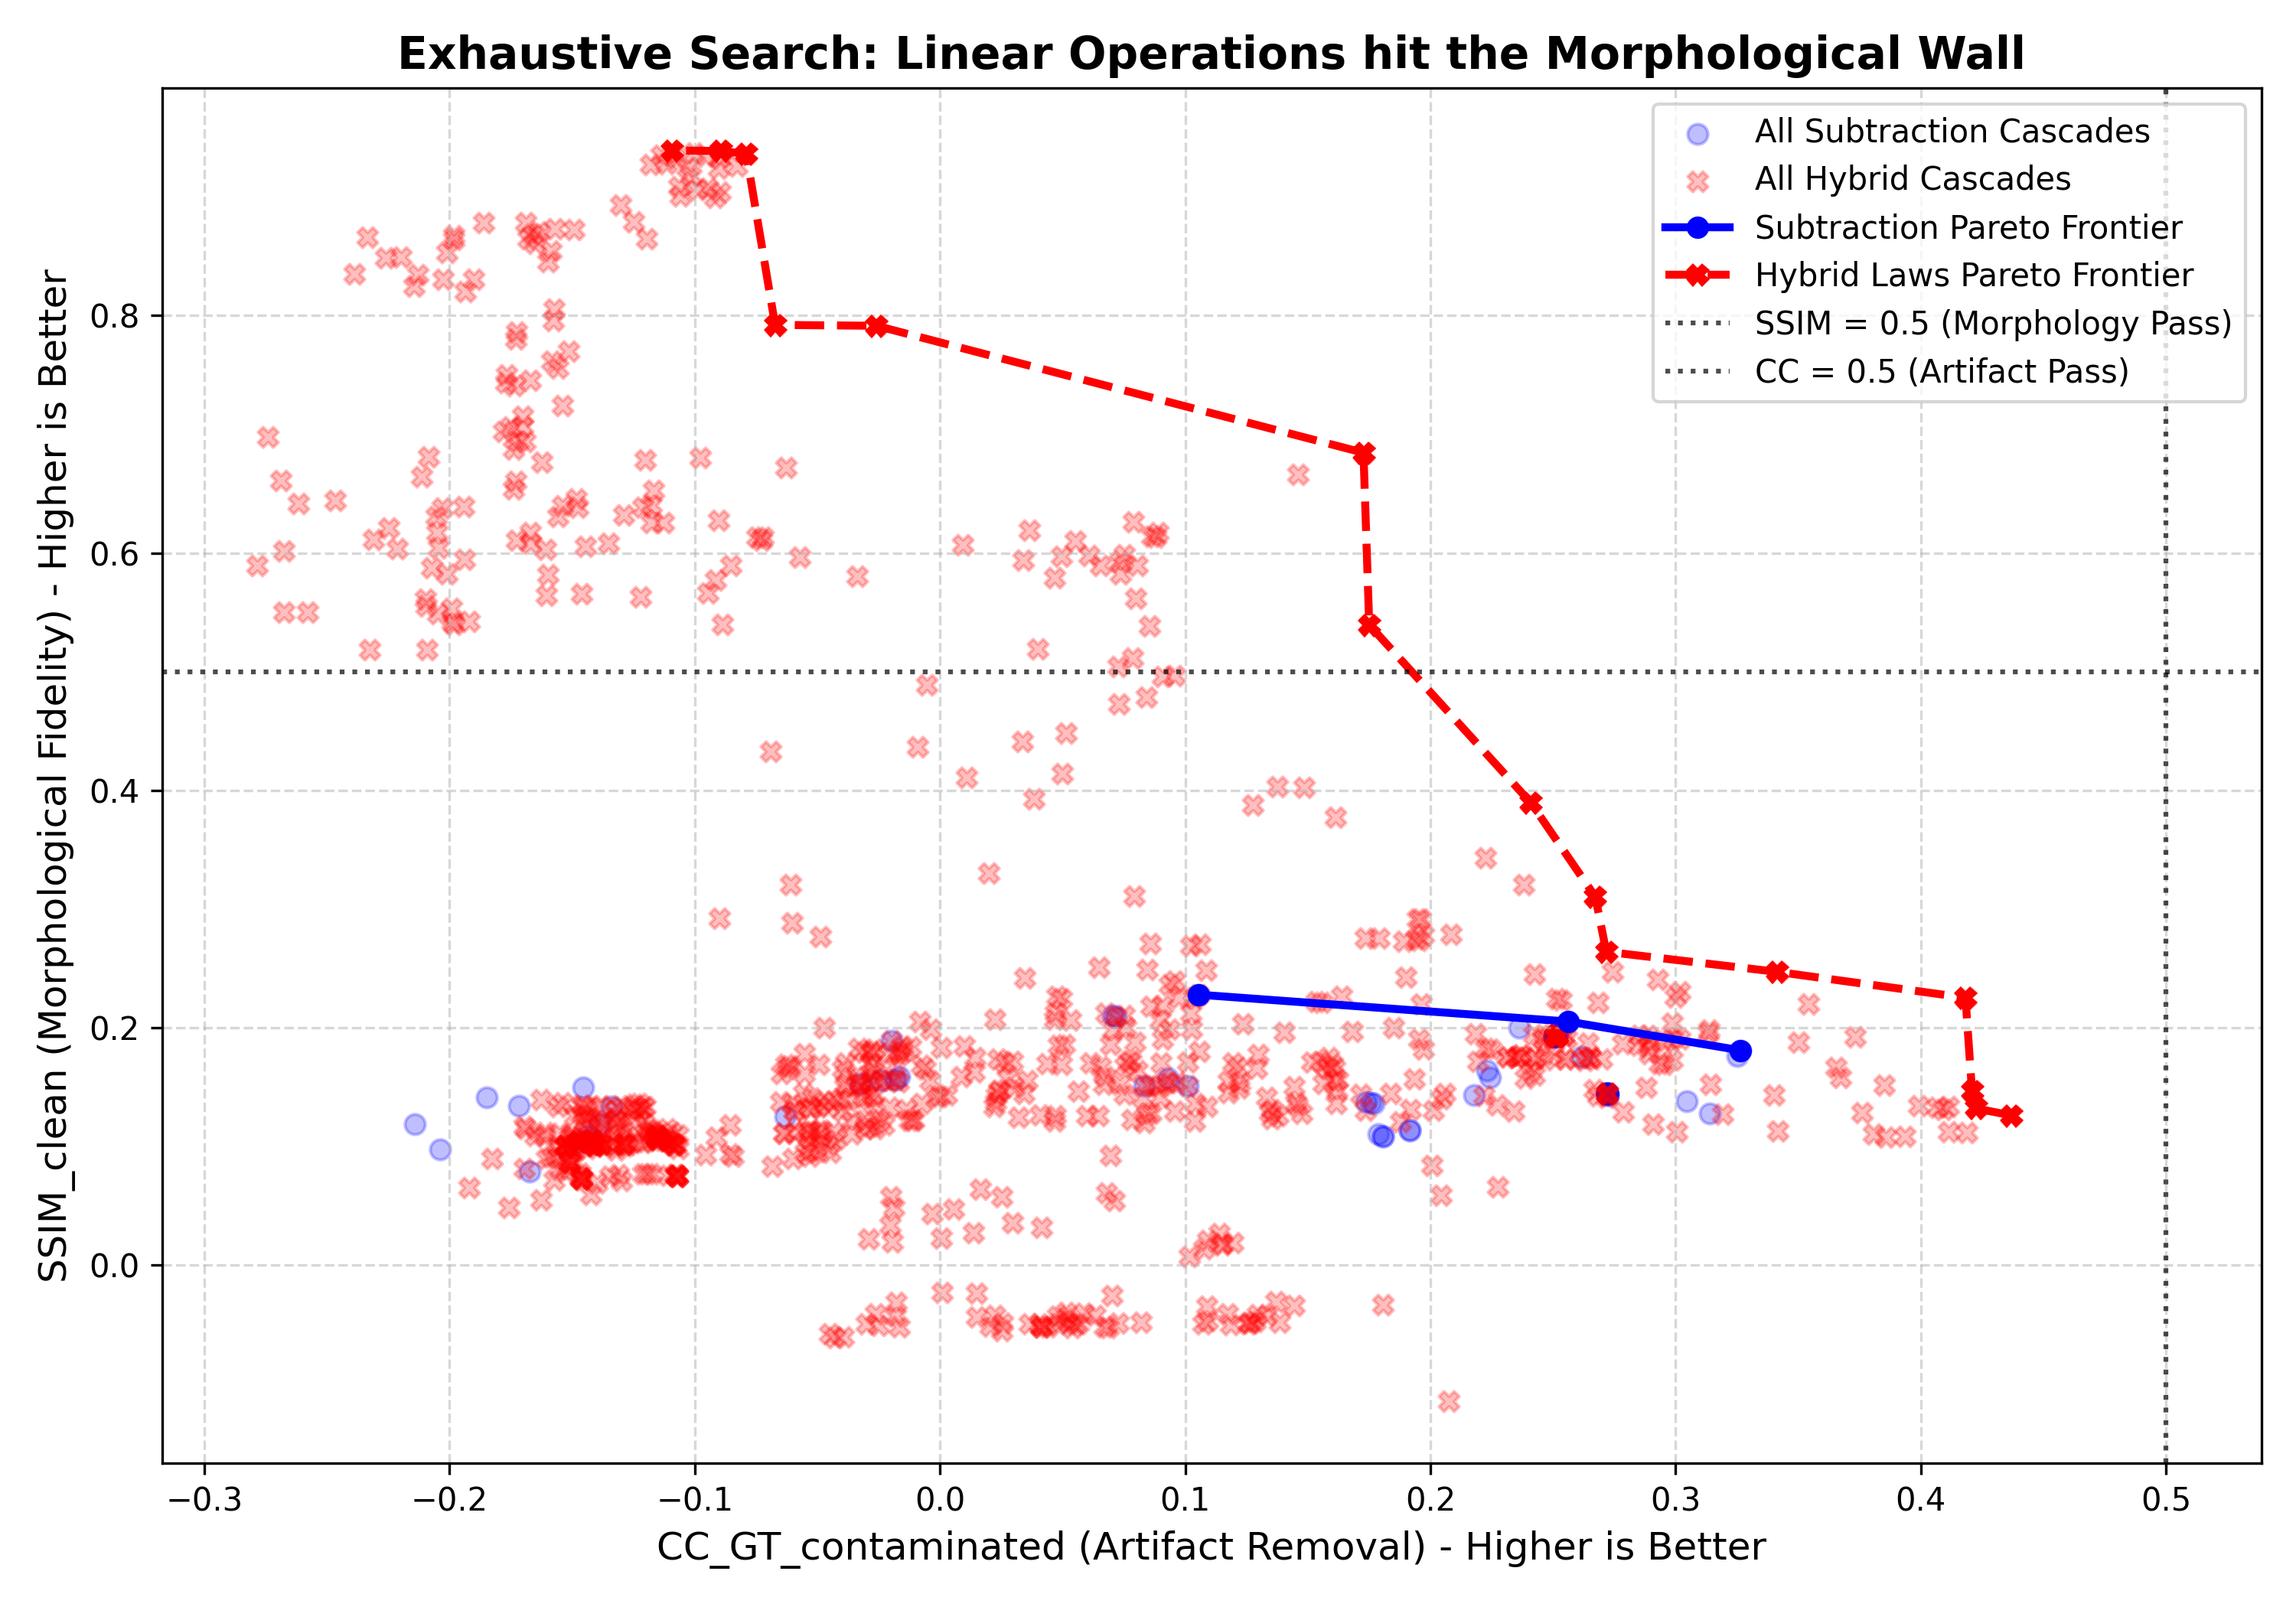 Exhaustive Search: Linear Operations hit the Morphological Wall
All Subtraction Cascades
All Hybrid Cascades
Subtraction Pareto Frontier
Hybrid Laws Pareto Frontier
SSIM = 0.5 (Morphology Pass)
CC = 0.5 (Artifact Pass)
SSIM_clean (Morphological Fidelity) - Higher is Better
0.8
0.6
0.4
0.2
0.0
−0.3 −0.2 −0.1 0.0 0.1 0.2 0.3 0.4 0.5
CC_GT_contaminated (Artifact Removal) - Higher is Better